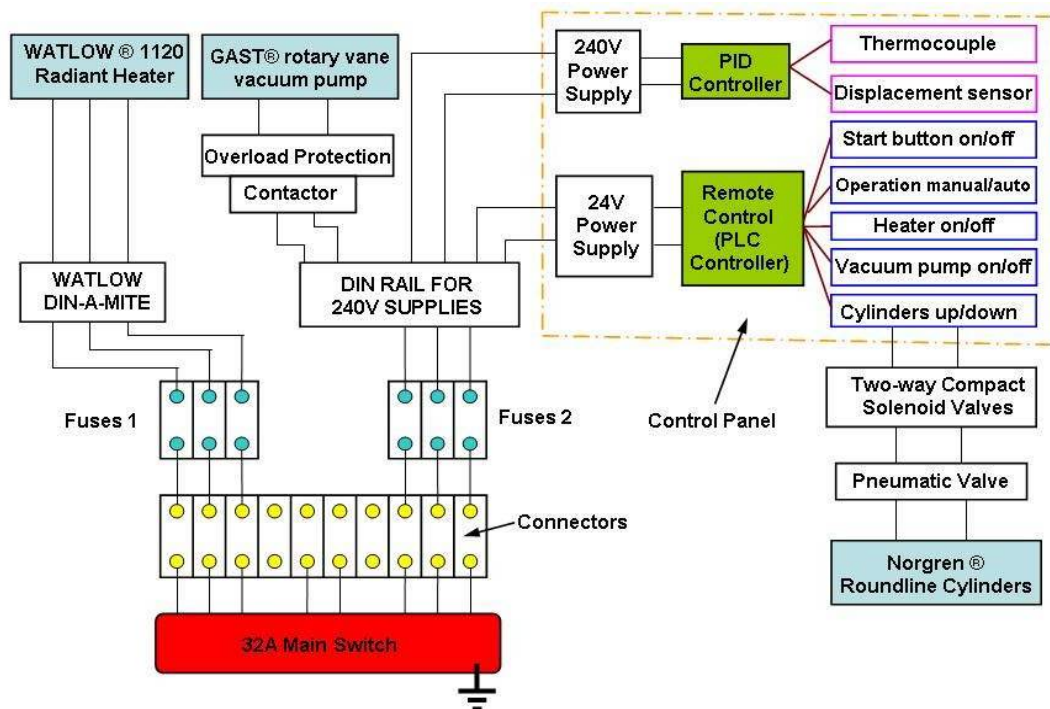 WATLOW ® 1120
Radiant Heater
GAST® rotary vane
vacuum pump
240V
Power
Supply
PID
Controller
Thermocouple
Displacement sensor
Start button on/off
Overload Protection
Contactor
24V
Power
Supply
Remote
Control
(PLC
Controller)
Operation manual/auto
Heater on/off
Vacuum pump on/off
Cylinders up/down
WATLOW
DIN-A-MITE
DIN RAIL FOR
240V SUPPLIES
Fuses 1
Fuses 2
Control Panel
Two-way Compact
Solenoid Valves
Pneumatic Valve
Connectors
Norgren ®
Roundline Cylinders
32A Main Switch